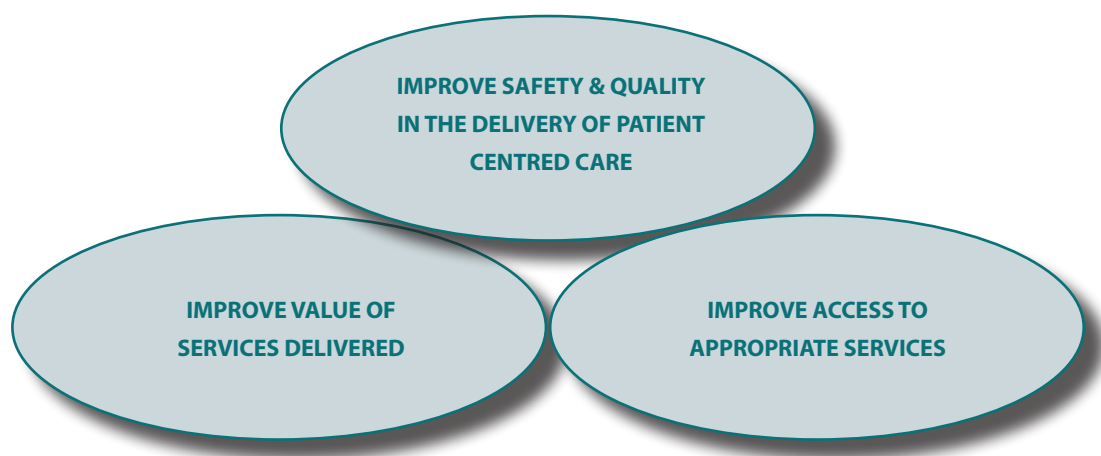 IMPROVE SAFETY & QUALITY
IN THE DELIVERY OF PATIENT
CENTRED CARE
IMPROVE VALUE OF
SERVICES DELIVERED
IMPROVE ACCESS TO
APPROPRIATE SERVICES